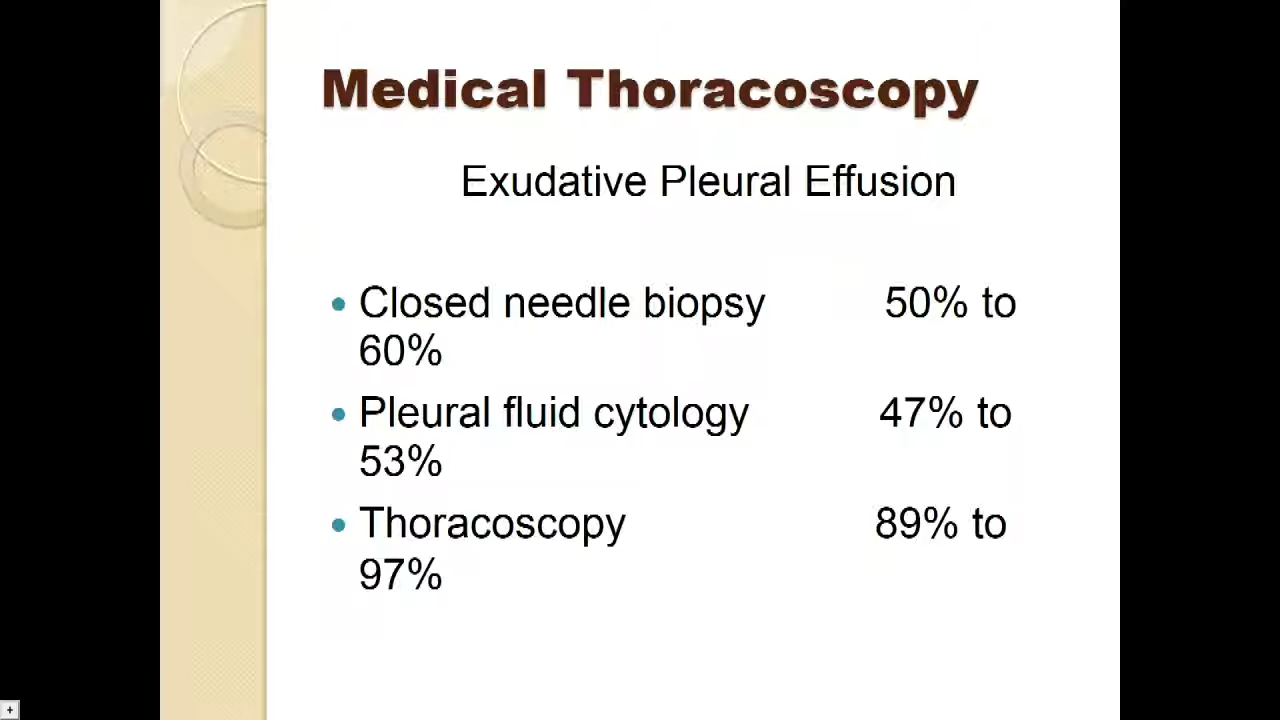 Medical Thoracoscopy
Exudative Pleural Effusion
• Closed needle biopsy 50% to
60%
• Pleural fluid cytology 47% to
53%
• Thoracoscopy 89% to
97%
+